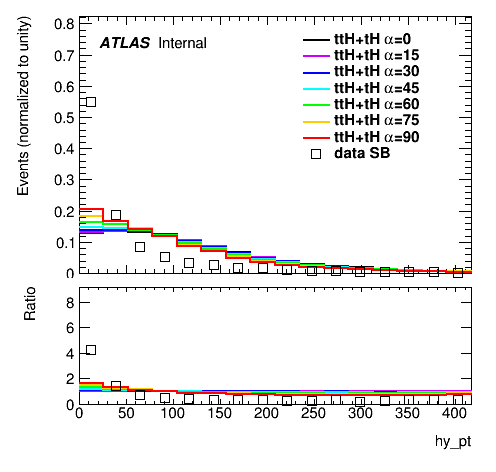 ATLAS Internal
ttH+tH α=0
ttH+tH α=15
ttH+tH α=30
ttH+tH α=45
ttH+tH α=60
ttH+tH α=75
ttH+tH α=90
data SB
Events (normalized to unity)
0.8
0.7
0.6
0.5
0.4
0.3
0.2
0.1
0
Ratio
8
6
4
2
0
0 50 100 150 200 250 300 350 400
hy_pt